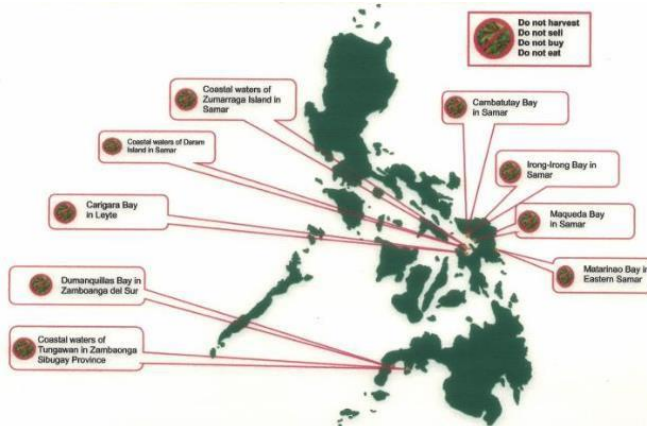 Do not harvest
Do not sell
Do not buy
Do not eat
Coastal waters of
Zumarraga Island in
Samar
Cambatutay Bay
in Samar
Coastal waters of Daram
Island in Samar
Irong-Irong Bay in
Samar
Carigara Bay
in Leyte
Maqueda Bay
in Samar
Matarinao Bay in
Eastern Samar
Dumanquillas Bay in
Zamboanga del Sur
Coastal waters of
Tungawan in Zambaonga
Sibugay Province